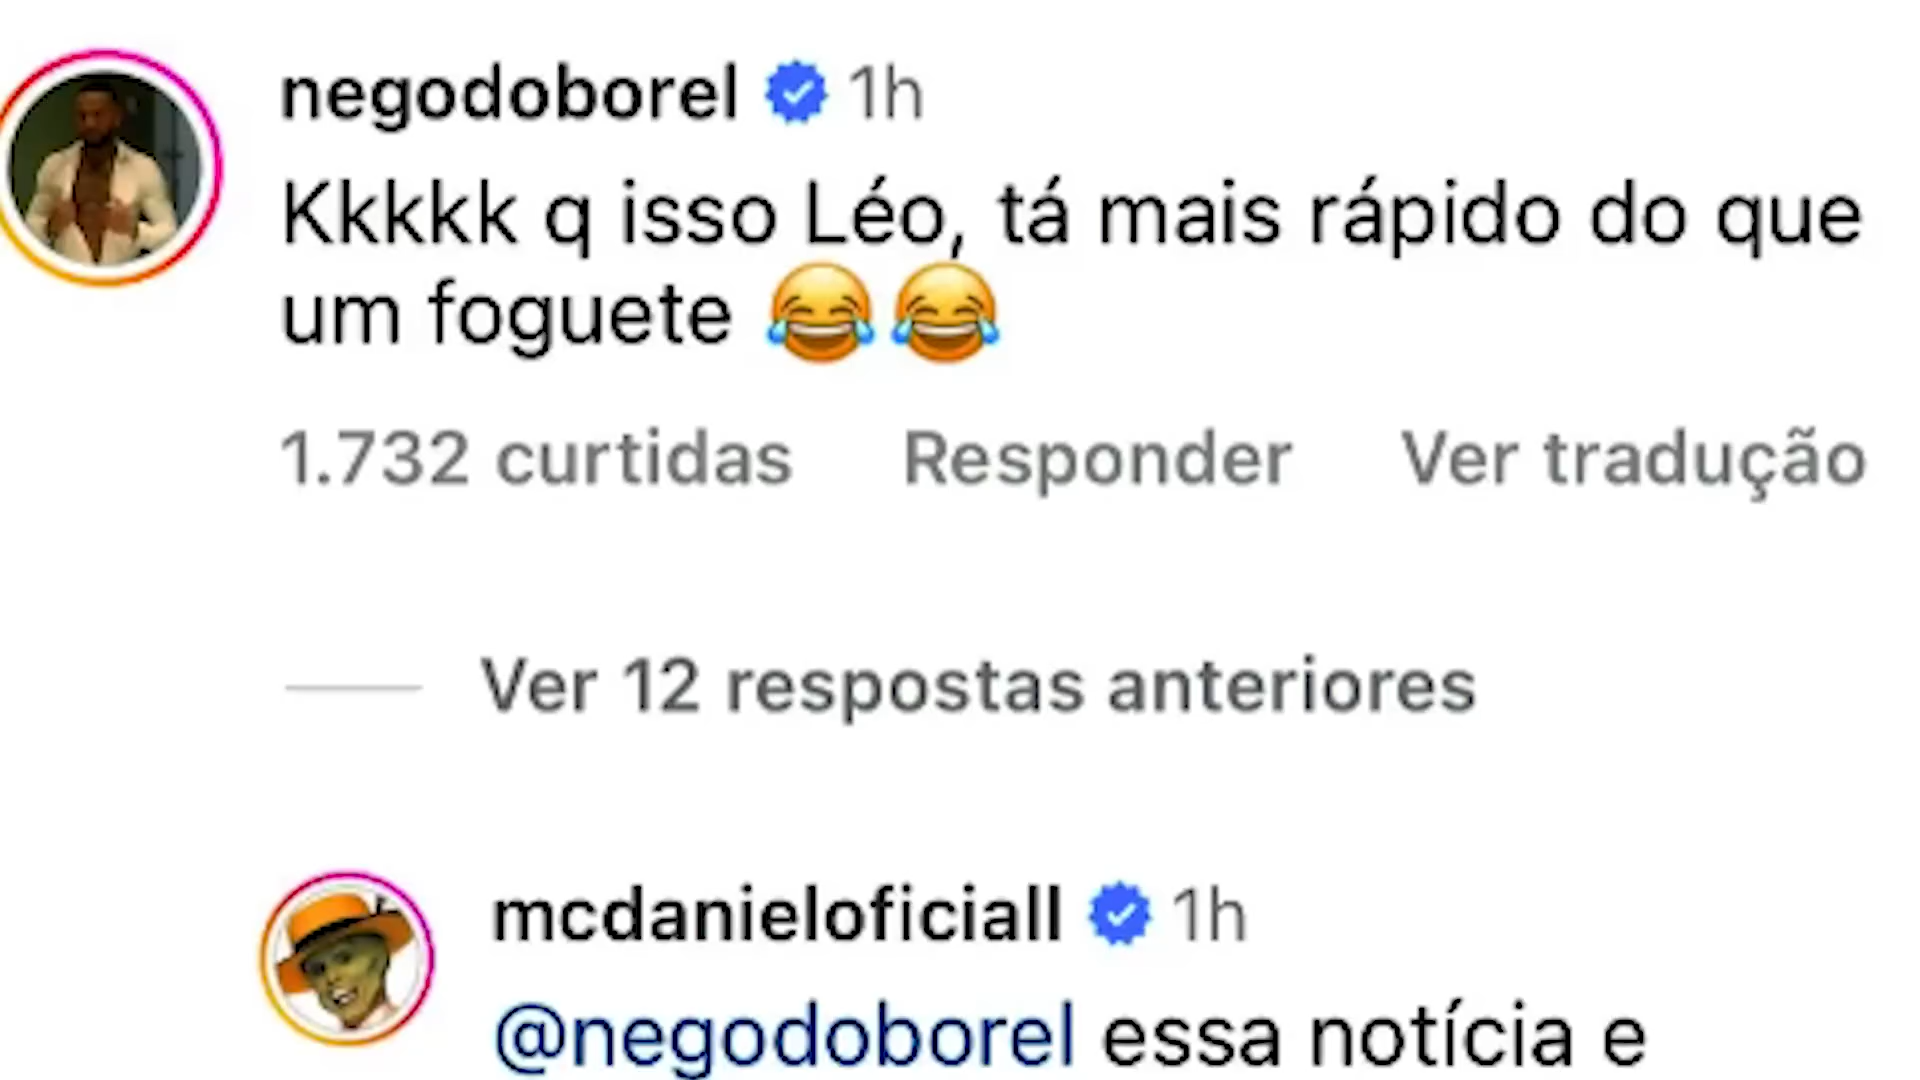 negodoborel 1h
Kkkkk q isso Léo, tá mais rápido do que
um foguete 😂😂
1.732 curtidas Responder Ver tradução
Ver 12 respostas anteriores
mcdanieloficiall 1h
@negodoborel essa notícia e